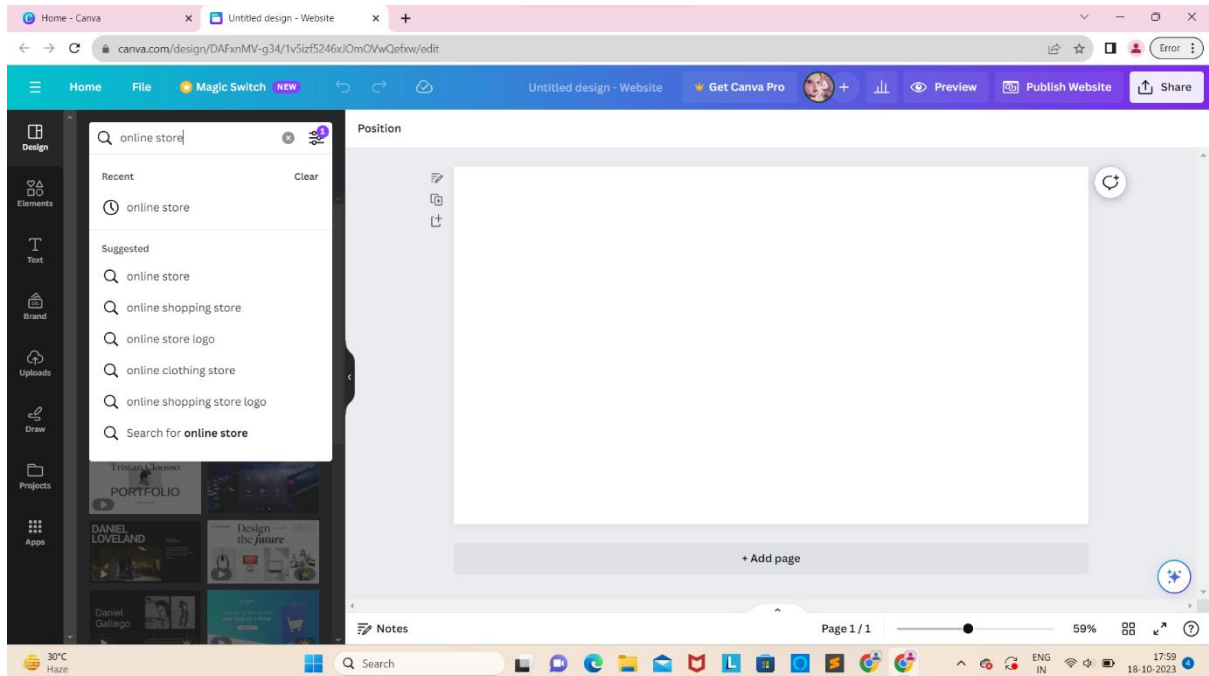 Home - Canva
Untitled design - Website
canva.com/design/DAFxnMV-g34/1v5izf5246xJOmOVwQefxw/edit
Error
Home File Magic Switch NEW
Untitled design - Website
Get Canva Pro
Preview
Publish Website
Share
Design
Elements
Text
Brand
Uploads
Draw
Projects
Apps
online store
1
Recent Clear
online store
Suggested
online store
online shopping store
online store logo
online clothing store
online shopping store logo
Search for online store
PORTFOLIO
DANIEL
LOVELAND
Design
the future
Daniel
Gallego
Position
+ Add page
Notes
Page 1 / 1
59%
30°C
Haze
Search
ENG
IN
17:59
18-10-2023
4